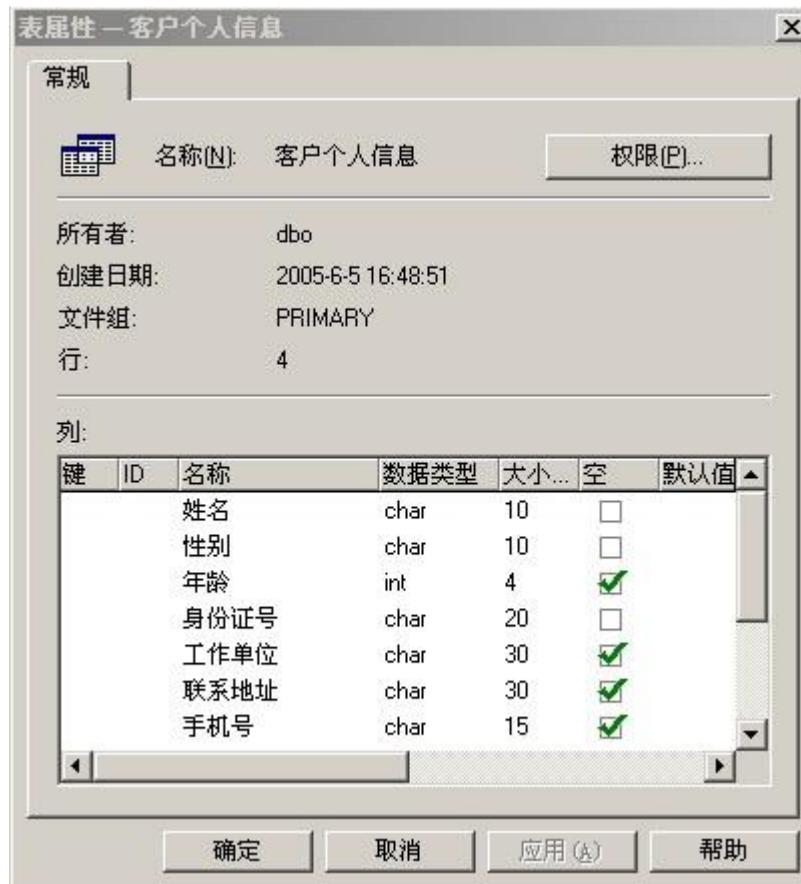 表属性 — 客户个人信息
常规
名称(N): 客户个人信息 权限(P)...
所有者: dbo
创建日期: 2005-6-5 16:48:51
文件组: PRIMARY
行: 4
列:
键 ID 名称 数据类型 大小... 空 默认值
姓名 char 10
性别 char 10
年龄 int 4
身份证号 char 20
工作单位 char 30
联系地址 char 30
手机号 char 15
确定 取消 应用(A) 帮助